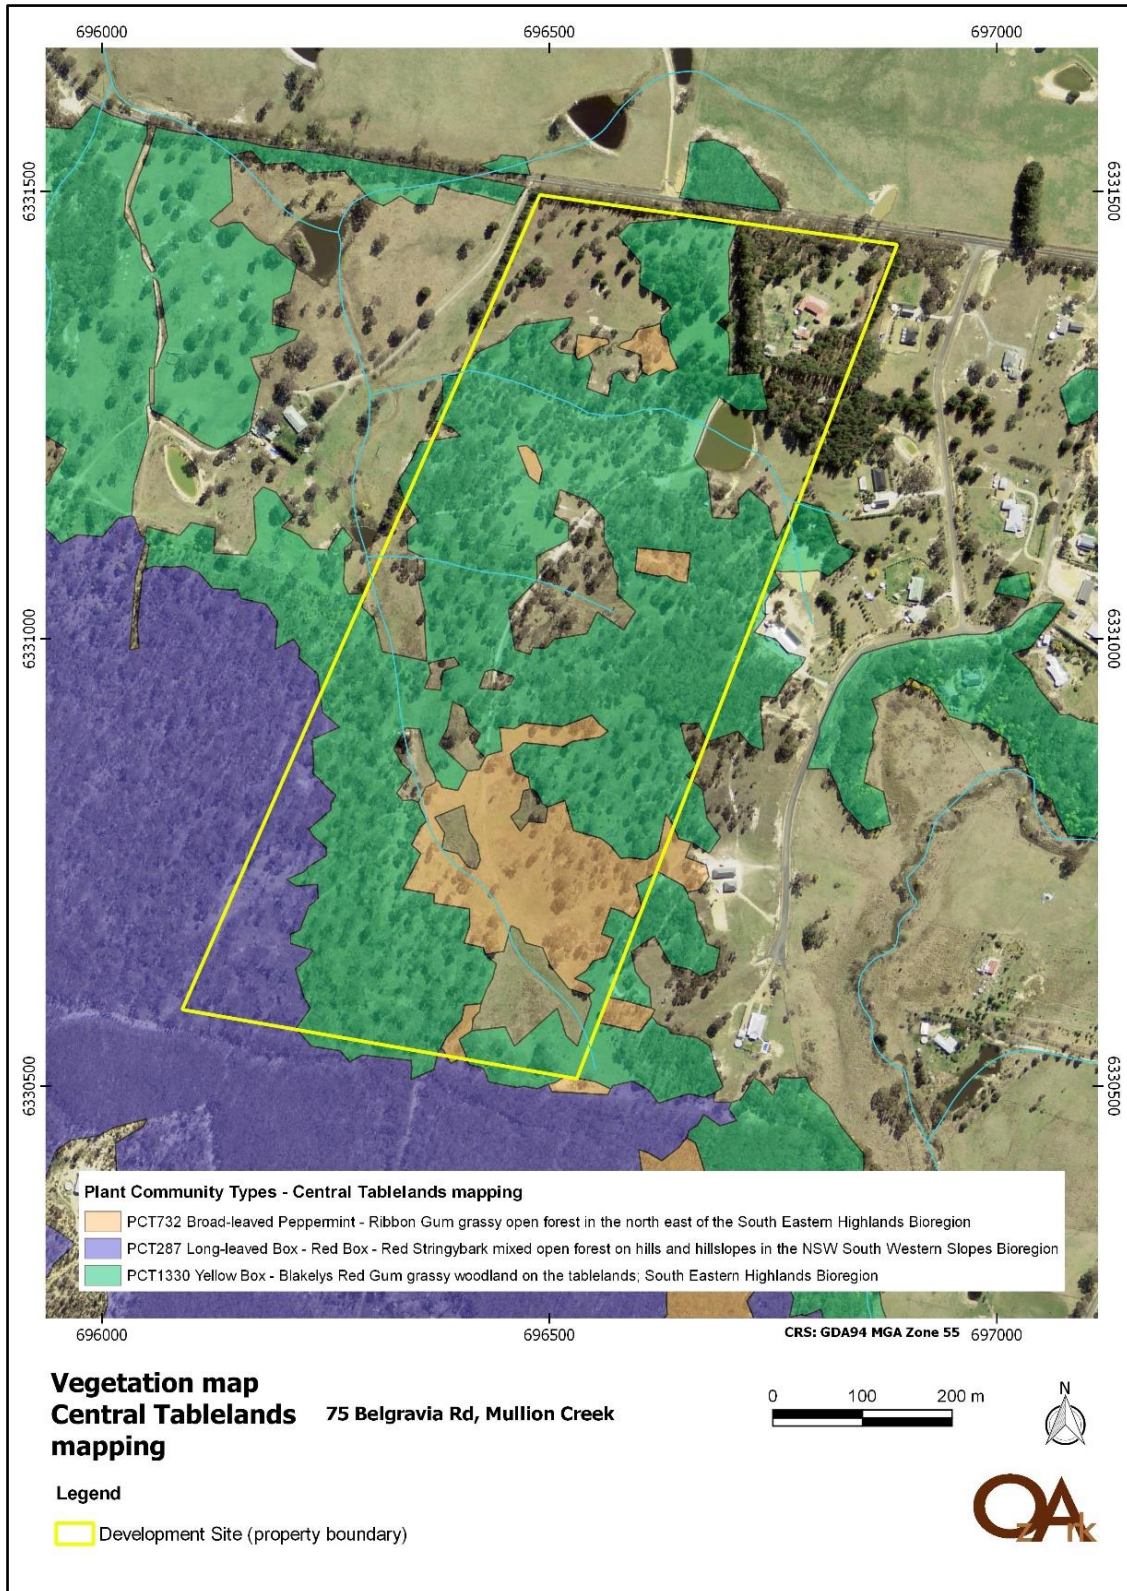 696000 696500 697000
6331500 6331500
6331000 6331000
6330500 6330500
Plant Community Types - Central Tablelands mapping
PCT732 Broad-leaved Peppermint - Ribbon Gum grassy open forest in the north east of the South Eastern Highlands Bioregion
PCT287 Long-leaved Box - Red Box - Red Stringybark mixed open forest on hills and hillslopes in the NSW South Western Slopes Bioregion
PCT1330 Yellow Box - Blakelys Red Gum grassy woodland on the tablelands; South Eastern Highlands Bioregion
696000 696500 697000
CRS: GDA94 MGA Zone 55
Vegetation map
Central Tablelands
mapping
75 Belgravia Rd, Mullion Creek
0 100 200 m
N
Legend
Development Site (property boundary)
OzArk